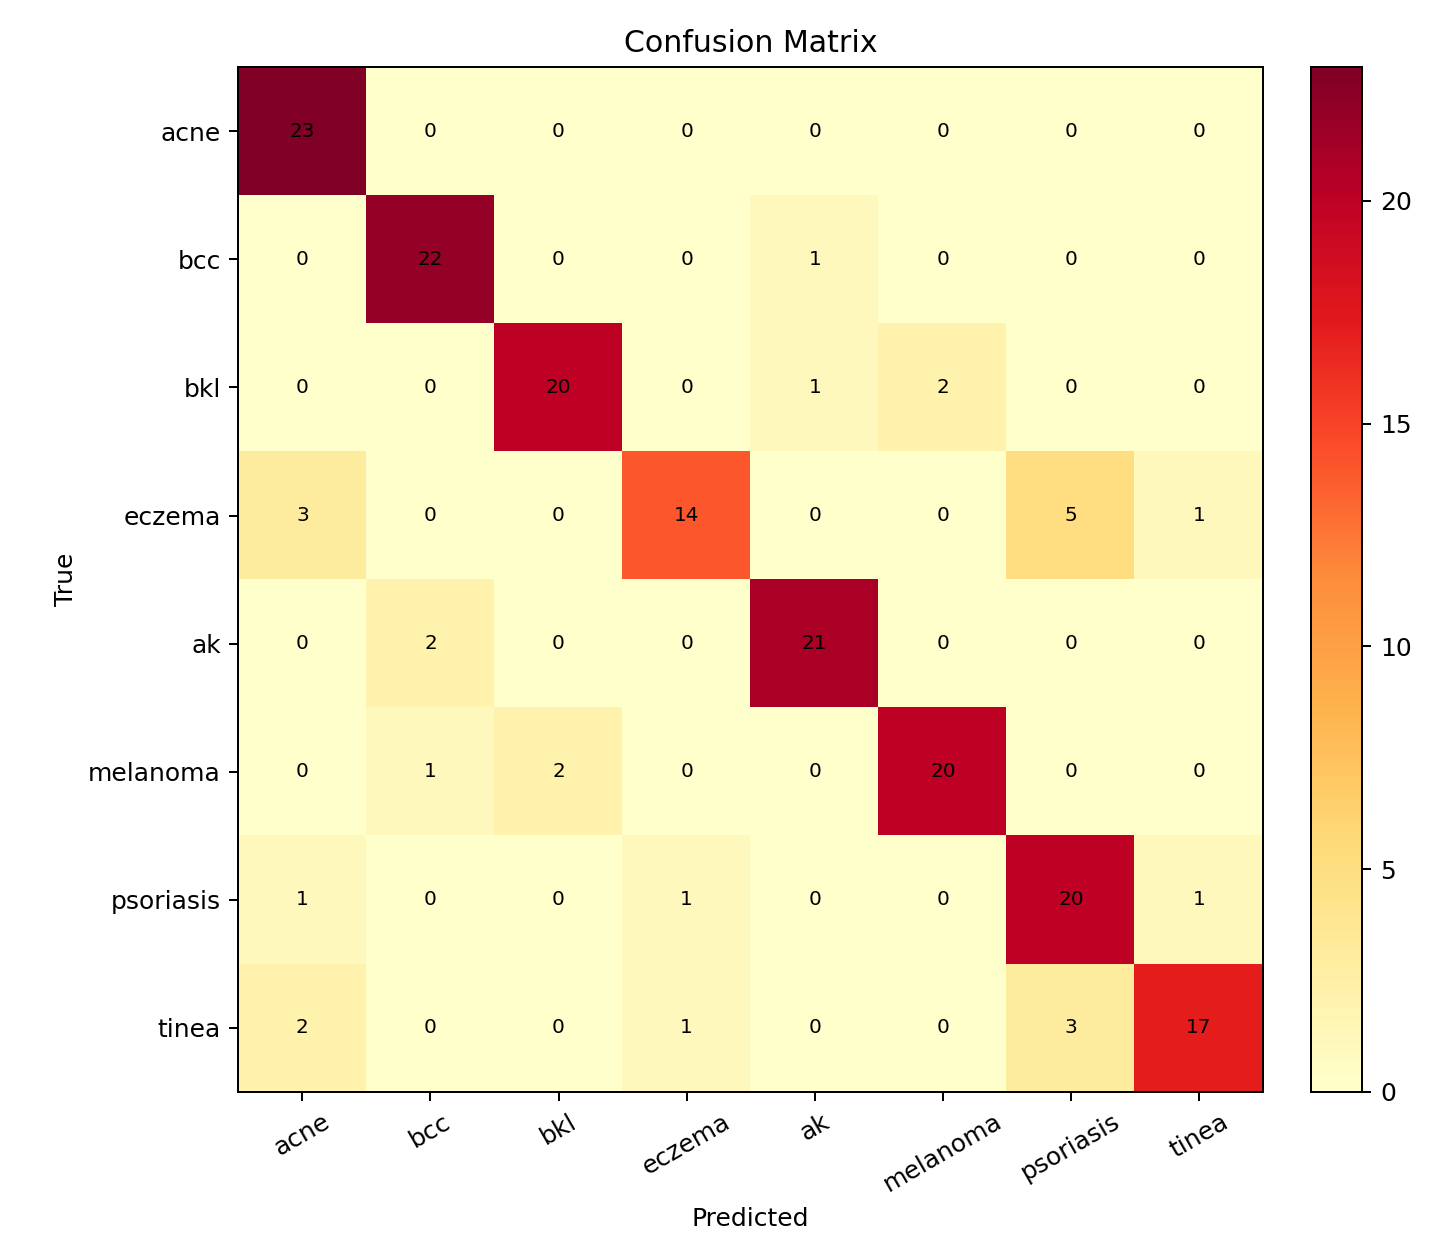 Confusion Matrix
acne 23 0 0 0 0 0 0 0
bcc 0 22 0 0 1 0 0 0
bkl 0 0 20 0 1 2 0 0
eczema 3 0 0 14 0 0 5 1
ak 0 2 0 0 21 0 0 0
melanoma 0 1 2 0 0 20 0 0
psoriasis 1 0 0 1 0 0 20 1
tinea 2 0 0 1 0 0 3 17
True
acne bcc bkl eczema ak melanoma psoriasis tinea
Predicted
20
15
10
5
0